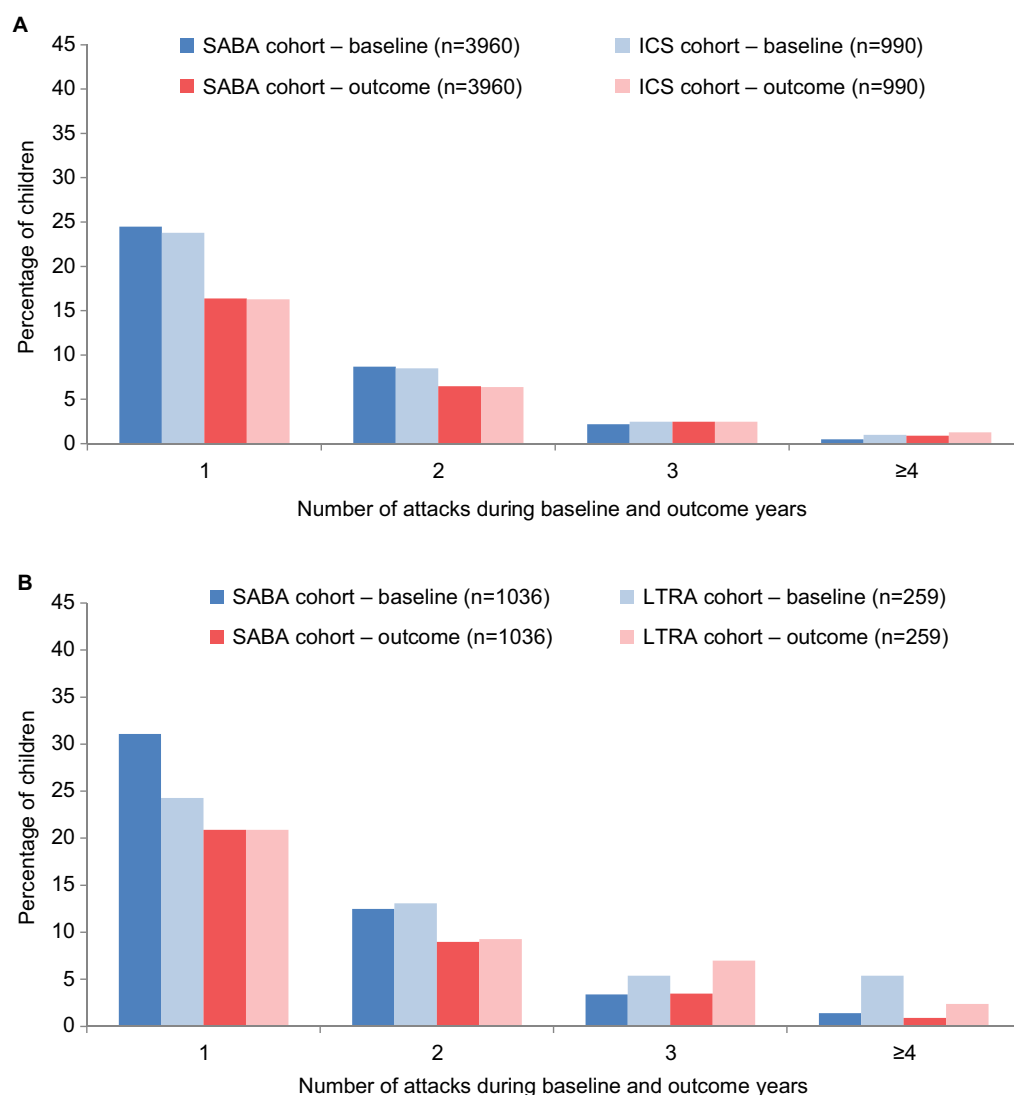 A
SABA cohort – baseline (n=3960)
ICS cohort – baseline (n=990)
SABA cohort – outcome (n=3960)
ICS cohort – outcome (n=990)
Percentage of children
45
40
35
30
25
20
15
10
5
0
1 2 3 ≥4
Number of attacks during baseline and outcome years
B
SABA cohort – baseline (n=1036)
LTRA cohort – baseline (n=259)
SABA cohort – outcome (n=1036)
LTRA cohort – outcome (n=259)
Percentage of children
45
40
35
30
25
20
15
10
5
0
1 2 3 ≥4
Number of attacks during baseline and outcome years